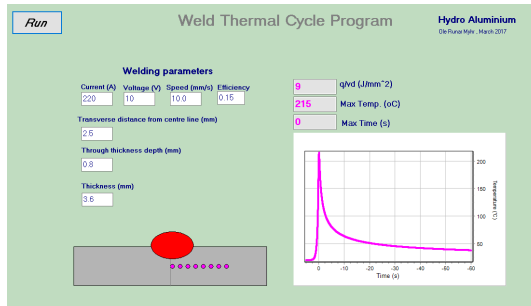 Run
Weld Thermal Cycle Program
Hydro Aluminium
Ole Runar Myhr , March 2017
Welding parameters
Current (A) Voltage (V) Speed (mm/s) Efficiency
220 10 10.0 0.15
Transverse distance from centre line (mm)
2.5
Through thickness depth (mm)
0.8
Thickness (mm)
3.6
9 q/vd (J/mm^2)
215 Max Temp. (oC)
0 Max Time (s)
200
150
100
50
Temperature (°C)
0 -10 -20 -30 -40 -50 -60
Time (s)